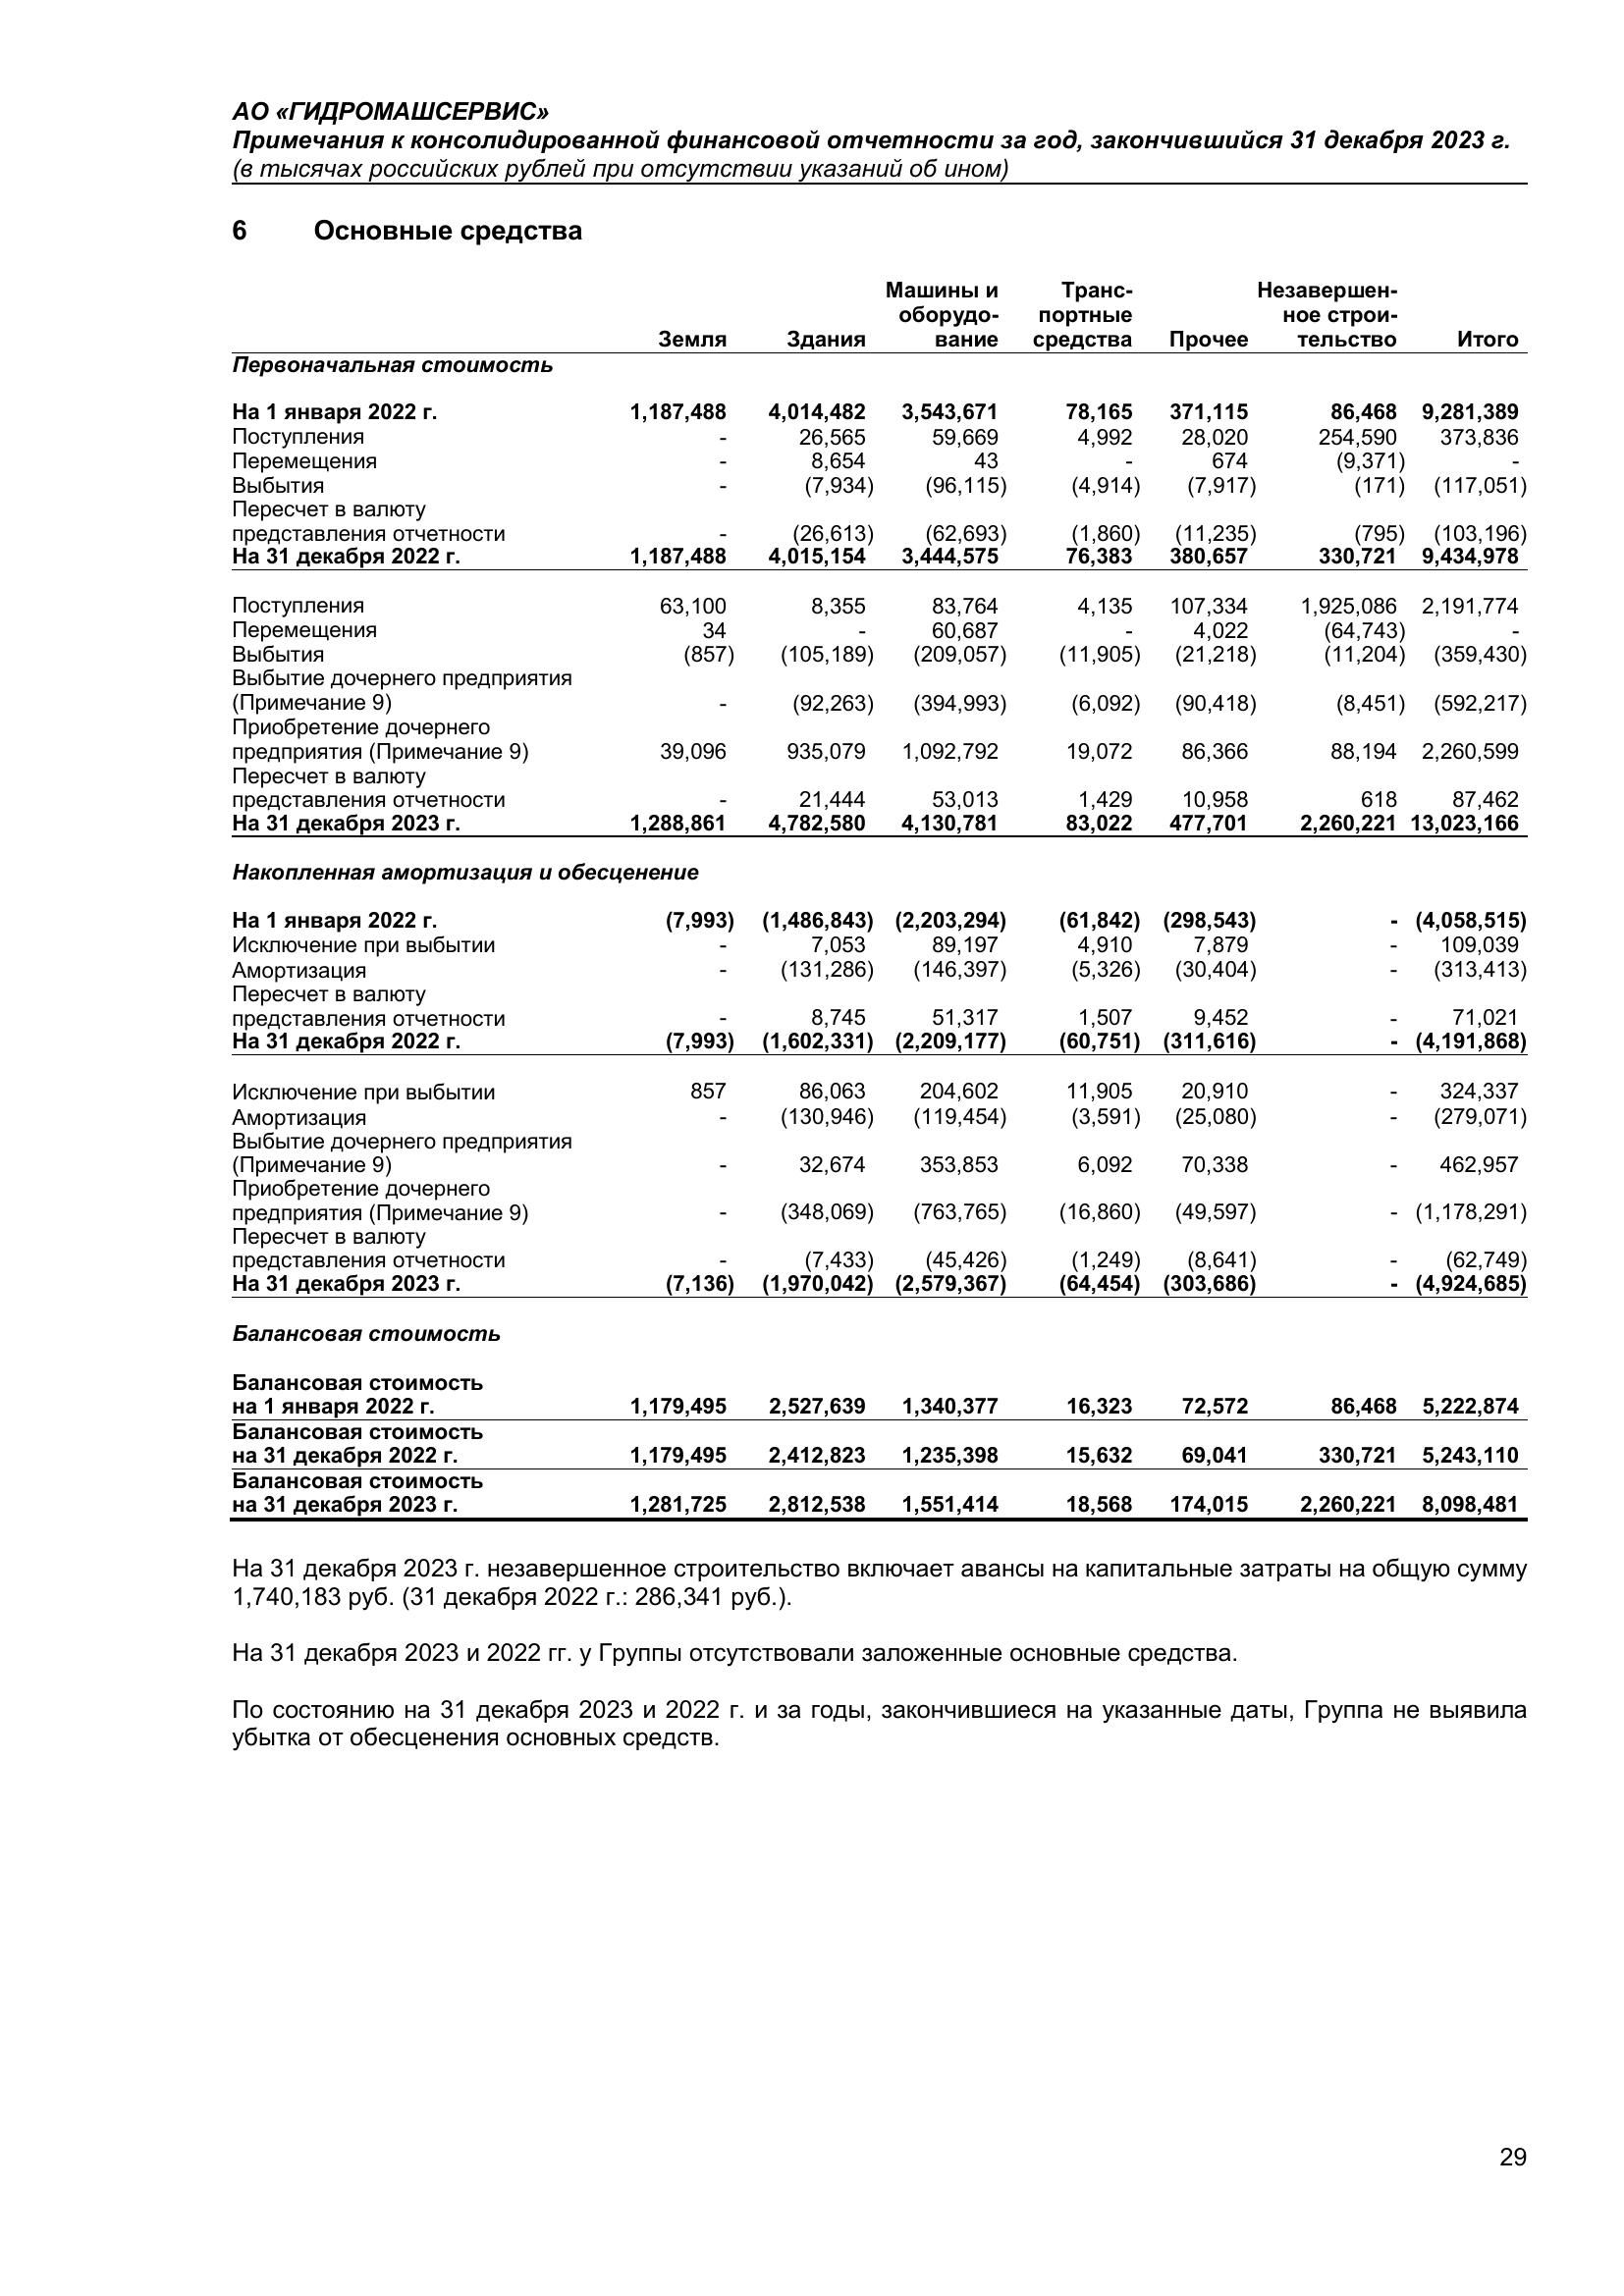 АО «ГИДРОМАШСЕРВИС»
Примечания к консолидированной финансовой отчетности за год, закончившийся 31 декабря 2023 г.
(в тысячах российских рублей при отсутствии указаний об ином)
6 Основные средства
Машины и Транс- Незавершен-
оборудо- портные ное строи-
Земля Здания вание средства Прочее тельство Итого
Первоначальная стоимость
На 1 января 2022 г. 1,187,488 4,014,482 3,543,671 78,165 371,115 86,468 9,281,389
Поступления - 26,565 59,669 4,992 28,020 254,590 373,836
Перемещения - 8,654 43 - 674 (9,371) -
Выбытия - (7,934) (96,115) (4,914) (7,917) (171) (117,051)
Пересчет в валюту
представления отчетности - (26,613) (62,693) (1,860) (11,235) (795) (103,196)
На 31 декабря 2022 г. 1,187,488 4,015,154 3,444,575 76,383 380,657 330,721 9,434,978
Поступления 63,100 8,355 83,764 4,135 107,334 1,925,086 2,191,774
Перемещения 34 - 60,687 - 4,022 (64,743) -
Выбытия (857) (105,189) (209,057) (11,905) (21,218) (11,204) (359,430)
Выбытие дочернего предприятия
(Примечание 9) - (92,263) (394,993) (6,092) (90,418) (8,451) (592,217)
Приобретение дочернего
предприятия (Примечание 9) 39,096 935,079 1,092,792 19,072 86,366 88,194 2,260,599
Пересчет в валюту
представления отчетности - 21,444 53,013 1,429 10,958 618 87,462
На 31 декабря 2023 г. 1,288,861 4,782,580 4,130,781 83,022 477,701 2,260,221 13,023,166
Накопленная амортизация и обесценение
На 1 января 2022 г. (7,993) (1,486,843) (2,203,294) (61,842) (298,543) - (4,058,515)
Исключение при выбытии - 7,053 89,197 4,910 7,879 - 109,039
Амортизация - (131,286) (146,397) (5,326) (30,404) - (313,413)
Пересчет в валюту
представления отчетности - 8,745 51,317 1,507 9,452 - 71,021
На 31 декабря 2022 г. (7,993) (1,602,331) (2,209,177) (60,751) (311,616) - (4,191,868)
Исключение при выбытии 857 86,063 204,602 11,905 20,910 - 324,337
Амортизация - (130,946) (119,454) (3,591) (25,080) - (279,071)
Выбытие дочернего предприятия
(Примечание 9) - 32,674 353,853 6,092 70,338 - 462,957
Приобретение дочернего
предприятия (Примечание 9) - (348,069) (763,765) (16,860) (49,597) - (1,178,291)
Пересчет в валюту
представления отчетности - (7,433) (45,426) (1,249) (8,641) - (62,749)
На 31 декабря 2023 г. (7,136) (1,970,042) (2,579,367) (64,454) (303,686) - (4,924,685)
Балансовая стоимость
Балансовая стоимость
на 1 января 2022 г. 1,179,495 2,527,639 1,340,377 16,323 72,572 86,468 5,222,874
Балансовая стоимость
на 31 декабря 2022 г. 1,179,495 2,412,823 1,235,398 15,632 69,041 330,721 5,243,110
Балансовая стоимость
на 31 декабря 2023 г. 1,281,725 2,812,538 1,551,414 18,568 174,015 2,260,221 8,098,481
На 31 декабря 2023 г. незавершенное строительство включает авансы на капитальные затраты на общую сумму
1,740,183 руб. (31 декабря 2022 г.: 286,341 руб.).
На 31 декабря 2023 и 2022 гг. у Группы отсутствовали заложенные основные средства.
По состоянию на 31 декабря 2023 и 2022 г. и за годы, закончившиеся на указанные даты, Группа не выявила
убытка от обесценения основных средств.
29